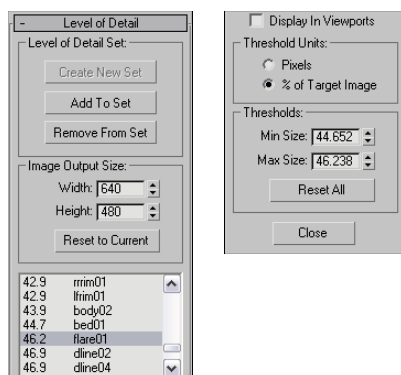 - Level of Detail
Level of Detail Set:
Create New Set
Add To Set
Remove From Set
Image Output Size:
Width: 640
Height: 480
Reset to Current
42.9 rrrim01
42.9 lfrim01
43.9 body02
44.7 bed01
46.2 flare01
46.9 dline02
46.9 dline04
Display In Viewports
Threshold Units:
Pixels
% of Target Image
Thresholds:
Min Size: 44.652
Max Size: 46.238
Reset All
Close